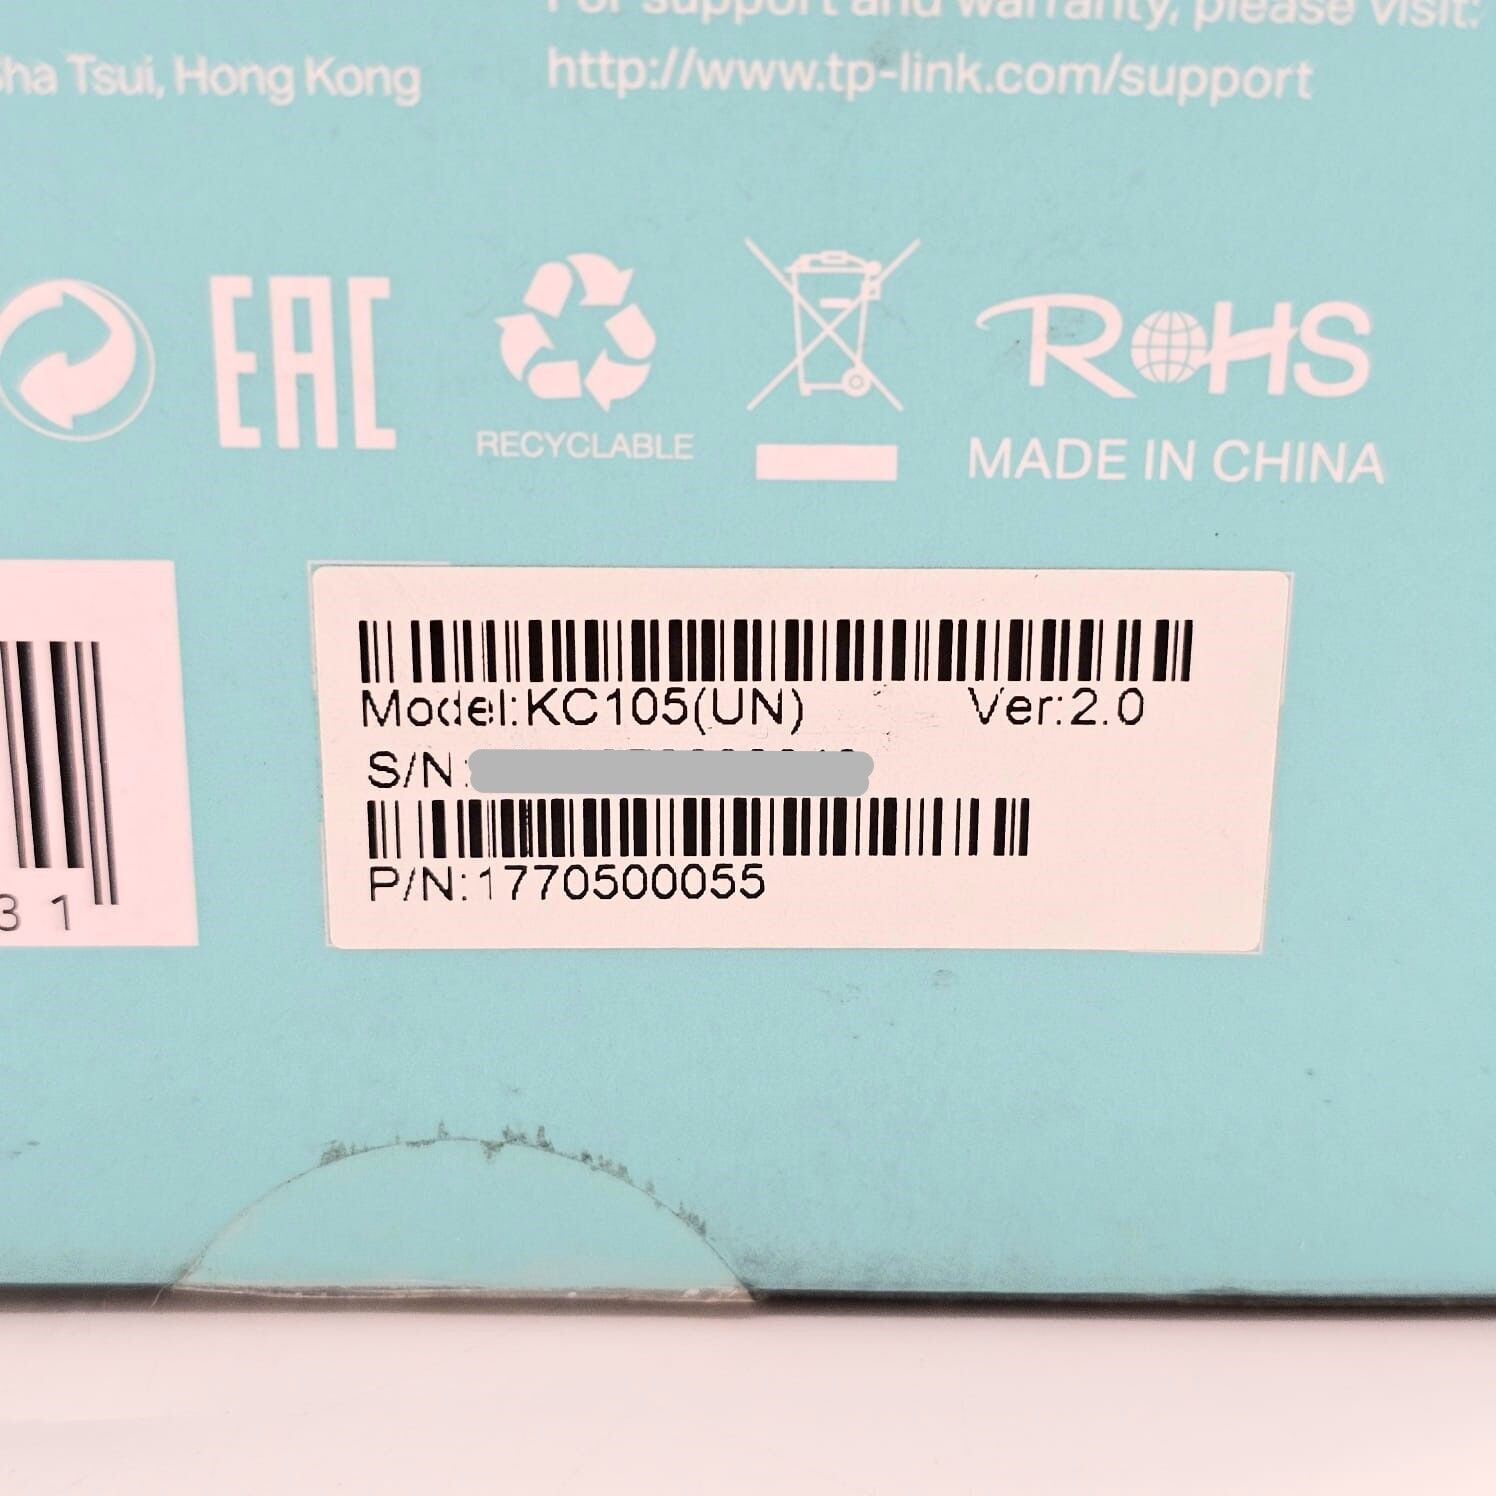 For support and warranty, please visit:
Sha Tsui, Hong Kong
http://www.tp-link.com/support
EAC
RECYCLABLE
RoHS
MADE IN CHINA
Model:KC105(UN) Ver:2.0
S/N:
P/N:1770500055
3 1